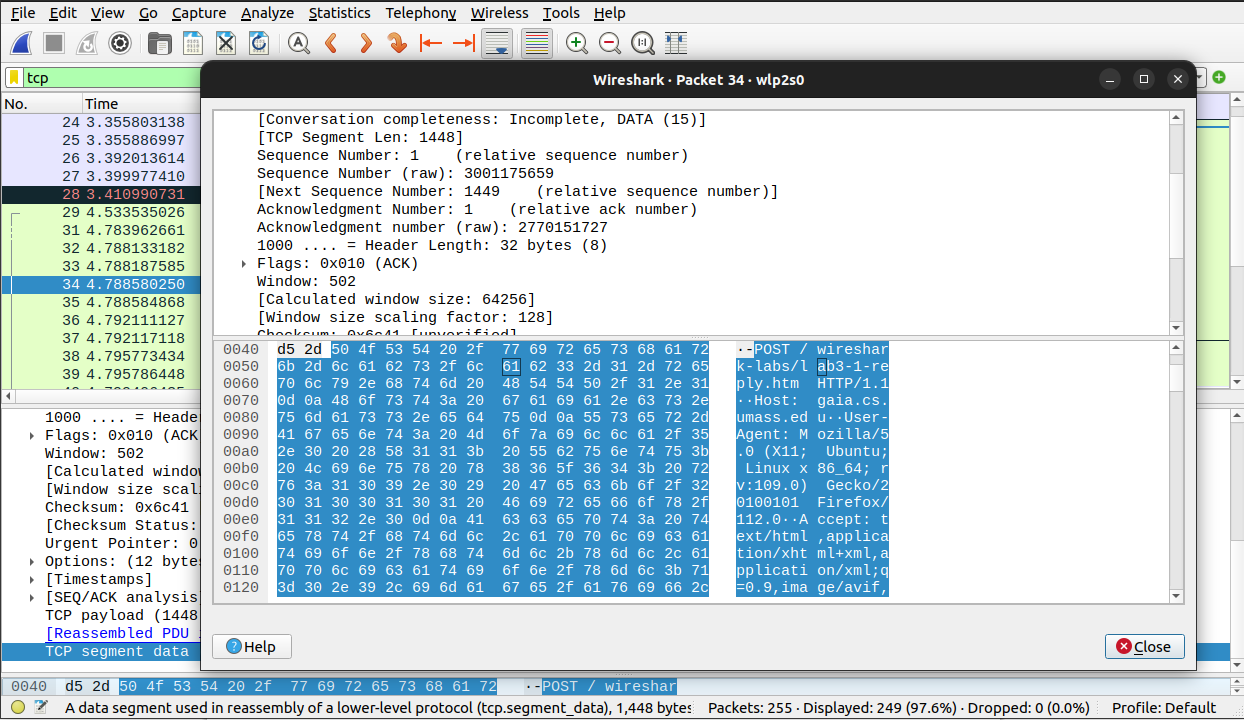 File Edit View Go Capture Analyze Statistics Telephony Wireless Tools Help
tcp
Wireshark · Packet 34 · wlp2s0
No. Time
24 3.355803138
25 3.355886997
26 3.392013614
27 3.399977410
28 3.410990731
29 4.533535026
31 4.783962661
32 4.788133182
33 4.788187585
34 4.788580250
35 4.788584868
36 4.792111127
37 4.792117118
38 4.795773434
39 4.795786448
[Conversation completeness: Incomplete, DATA (15)]
[TCP Segment Len: 1448]
Sequence Number: 1 (relative sequence number)
Sequence Number (raw): 3001175659
[Next Sequence Number: 1449 (relative sequence number)]
Acknowledgment Number: 1 (relative ack number)
Acknowledgment number (raw): 2770151727
1000 .... = Header Length: 32 bytes (8)
Flags: 0x010 (ACK)
Window: 502
[Calculated window size: 64256]
[Window size scaling factor: 128]
Checksum: 0x6c41 [unverified]
0040 d5 2d 50 4f 53 54 20 2f 77 69 72 65 73 68 61 72 ·-POST / wireshar
0050 6b 2d 6c 61 62 73 2f 6c 61 62 33 2d 31 2d 72 65 k-labs/l ab3-1-re
0060 70 6c 79 2e 68 74 6d 20 48 54 54 50 2f 31 2e 31 ply.htm HTTP/1.1
0070 0d 0a 48 6f 73 74 3a 20 67 61 69 61 2e 63 73 2e ··Host: gaia.cs.
0080 75 6d 61 73 73 2e 65 64 75 0d 0a 55 73 65 72 2d umass.ed u··User-
0090 41 67 65 6e 74 3a 20 4d 6f 7a 69 6c 6c 61 2f 35 Agent: M ozilla/5
00a0 2e 30 20 28 58 31 31 3b 20 55 62 75 6e 74 75 3b .0 (X11; Ubuntu;
00b0 20 4c 69 6e 75 78 20 78 38 36 5f 36 34 3b 20 72 Linux x 86_64; r
00c0 76 3a 31 30 39 2e 30 29 20 47 65 63 6b 6f 2f 32 v:109.0) Gecko/2
00d0 30 31 30 30 31 30 31 20 46 69 72 65 66 6f 78 2f 0100101 Firefox/
00e0 31 31 32 2e 30 0d 0a 41 63 63 65 70 74 3a 20 74 112.0··A ccept: t
00f0 65 78 74 2f 68 74 6d 6c 2c 61 70 70 6c 69 63 61 ext/html ,applica
0100 74 69 6f 6e 2f 78 68 74 6d 6c 2b 78 6d 6c 2c 61 tion/xht ml+xml,a
0110 70 70 6c 69 63 61 74 69 6f 6e 2f 78 6d 6c 3b 71 pplicati on/xml;q
0120 3d 30 2e 39 2c 69 6d 61 67 65 2f 61 76 69 66 2c =0.9,ima ge/avif,
Help
Close
1000 .... = Heade
Flags: 0x010 (ACK
Window: 502
[Calculated windo
[Window size scal
Checksum: 0x6c41
[Checksum Status:
Urgent Pointer: 0
Options: (12 byte
[Timestamps]
[SEQ/ACK analysis
TCP payload (1448
[Reassembled PDU
TCP segment data
0040 d5 2d 50 4f 53 54 20 2f 77 69 72 65 73 68 61 72 ·-POST / wireshar
A data segment used in reassembly of a lower-level protocol (tcp.segment_data), 1,448 bytes
Packets: 255 · Displayed: 249 (97.6%) · Dropped: 0 (0.0%)
Profile: Default